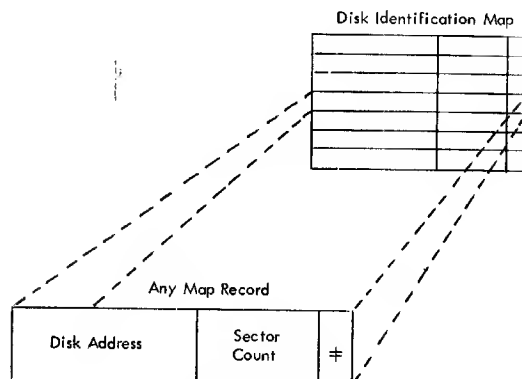 Disk Identification Map
Any Map Record
Disk Address
Sector
Count
ǂ